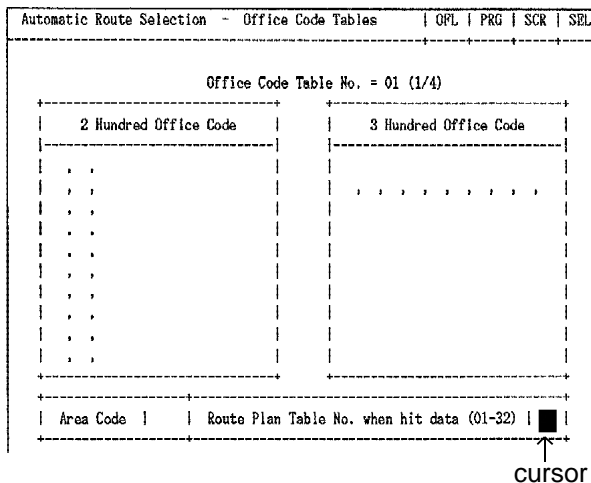 Automatic Route Selection - Office Code Tables | OFL | PRG | SCR | SEL
Office Code Table No. = 01 (1/4)
| 2 Hundred Office Code | | 3 Hundred Office Code |
, ,
, , | , , , , , , , , ,
, ,
, ,
, ,
, ,
, ,
, ,
, ,
, ,
| Area Code | | Route Plan Table No. when hit data (01-32) | |
cursor